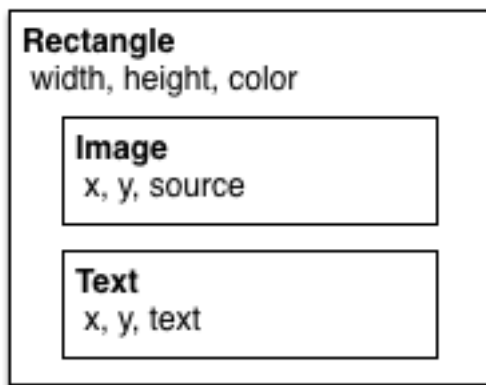 Rectangle
width, height, color
Image
x, y, source
Text
x, y, text